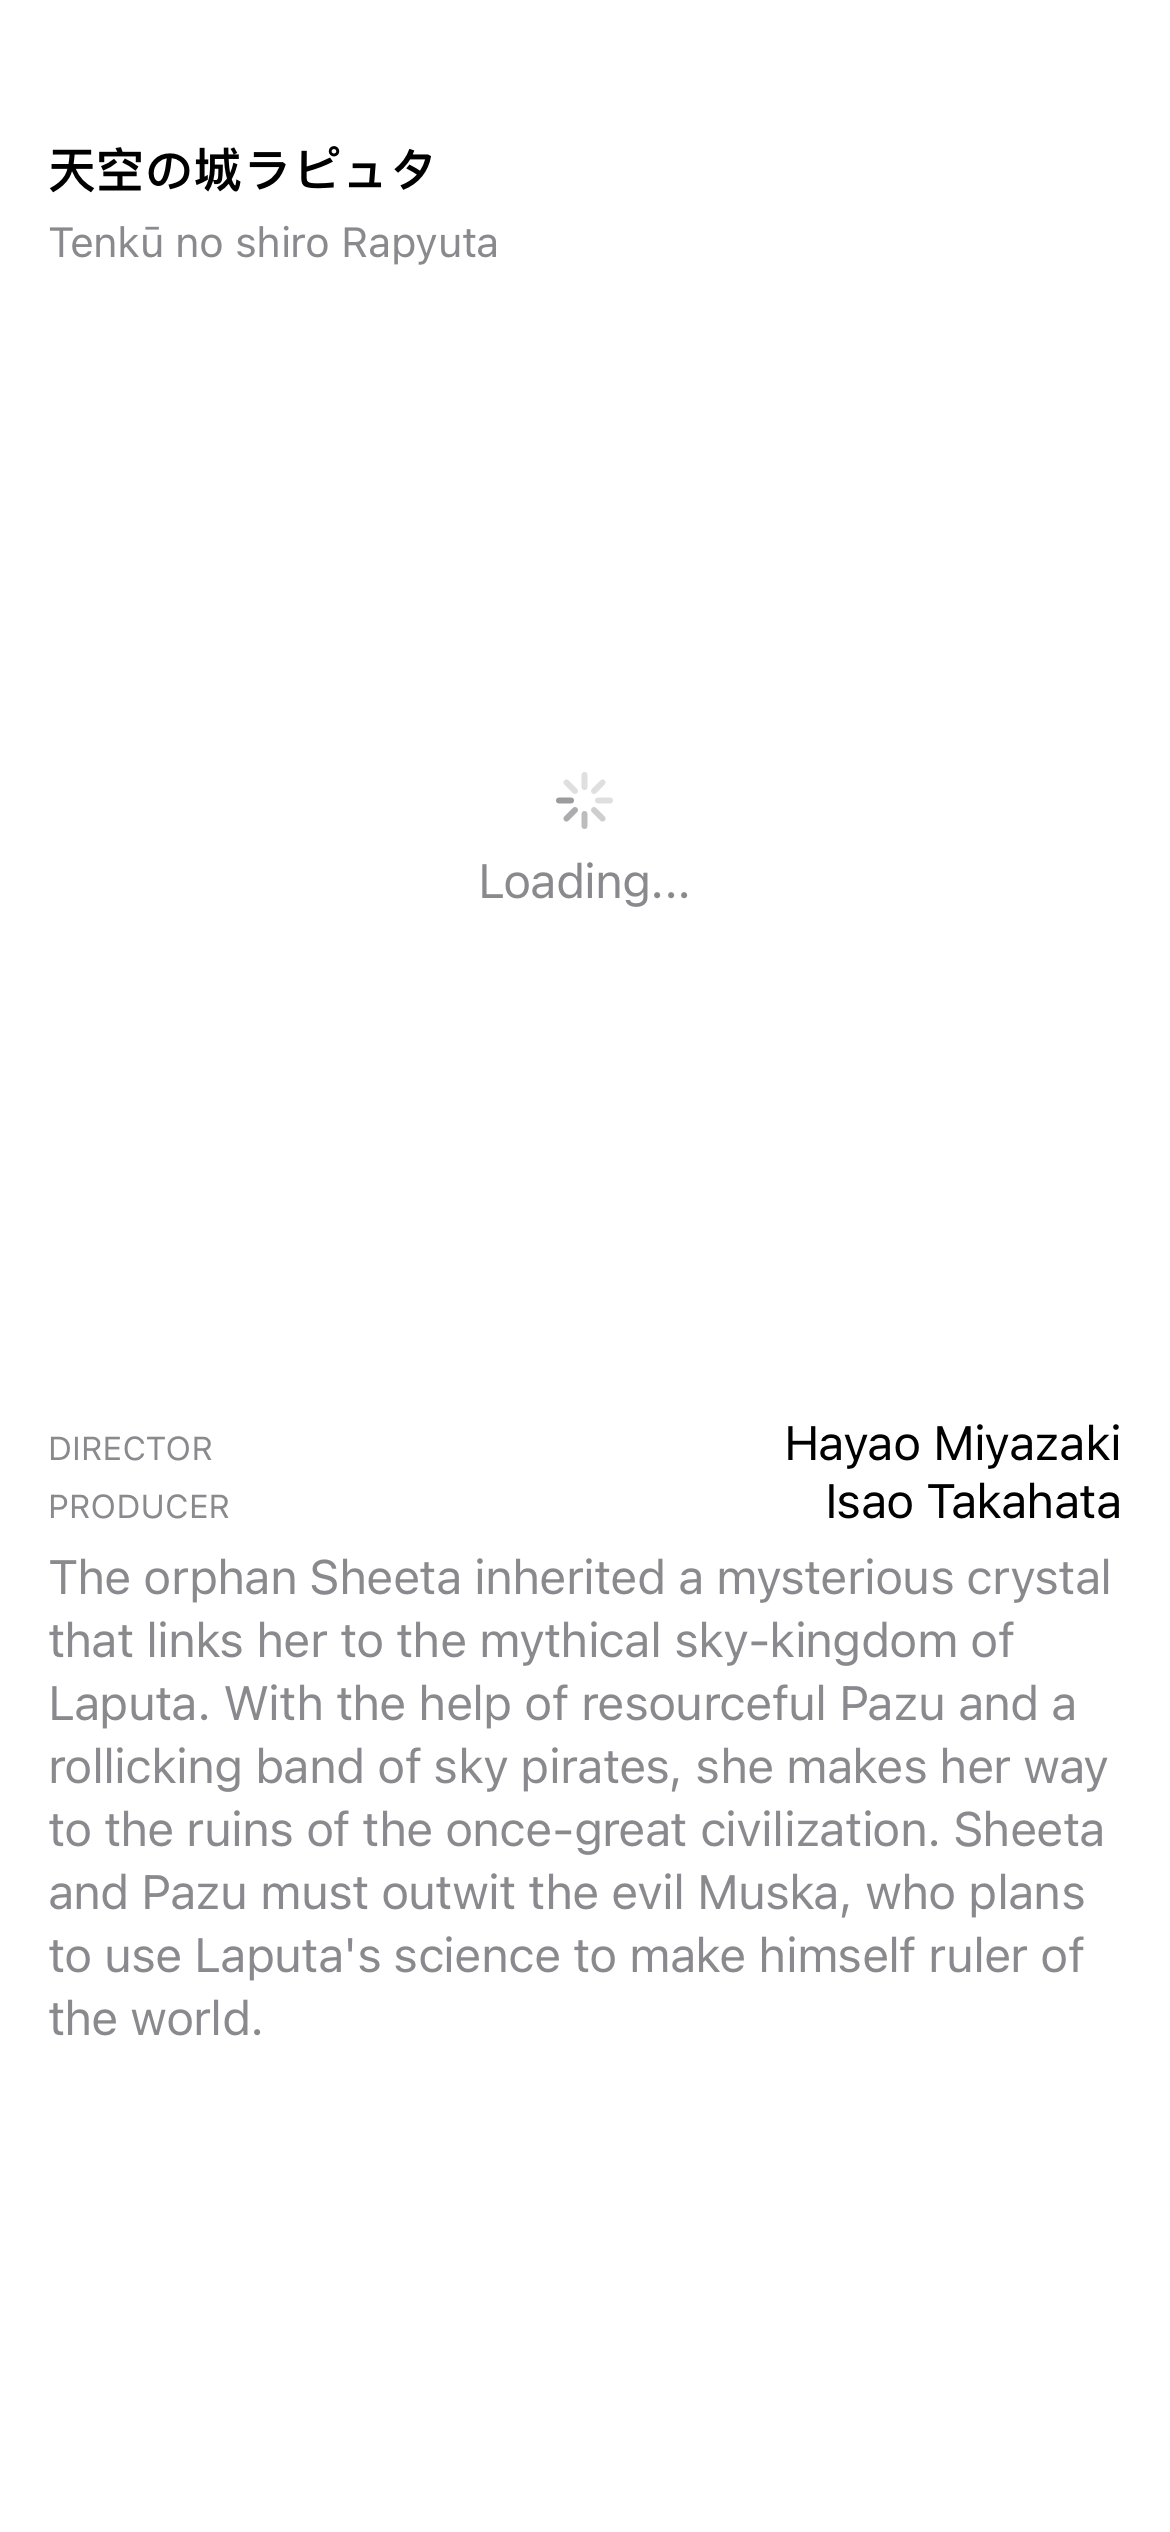 天空の城ラピュタ
Tenkū no shiro Rapyuta
Loading...
DIRECTOR Hayao Miyazaki
PRODUCER Isao Takahata
The orphan Sheeta inherited a mysterious crystal
that links her to the mythical sky-kingdom of
Laputa. With the help of resourceful Pazu and a
rollicking band of sky pirates, she makes her way
to the ruins of the once-great civilization. Sheeta
and Pazu must outwit the evil Muska, who plans
to use Laputa's science to make himself ruler of
the world.